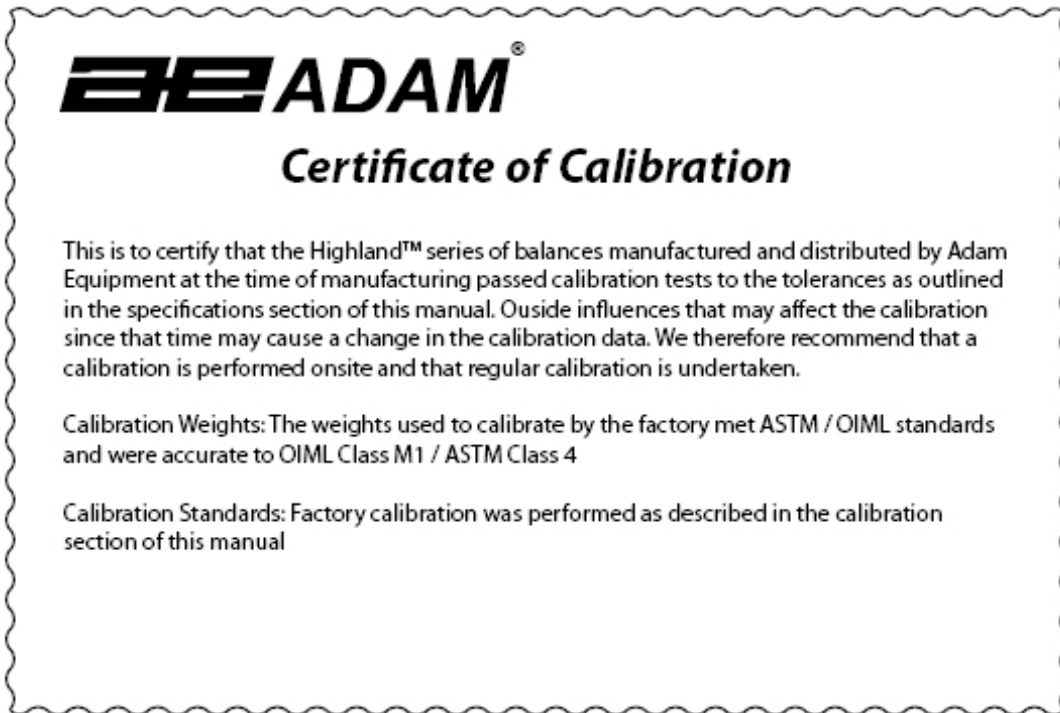 ae ADAM®
Certificate of Calibration
This is to certify that the Highland™ series of balances manufactured and distributed by Adam
Equipment at the time of manufacturing passed calibration tests to the tolerances as outlined
in the specifications section of this manual. Ouside influences that may affect the calibration
since that time may cause a change in the calibration data. We therefore recommend that a
calibration is performed onsite and that regular calibration is undertaken.
Calibration Weights: The weights used to calibrate by the factory met ASTM / OIML standards
and were accurate to OIML Class M1 / ASTM Class 4
Calibration Standards: Factory calibration was performed as described in the calibration
section of this manual